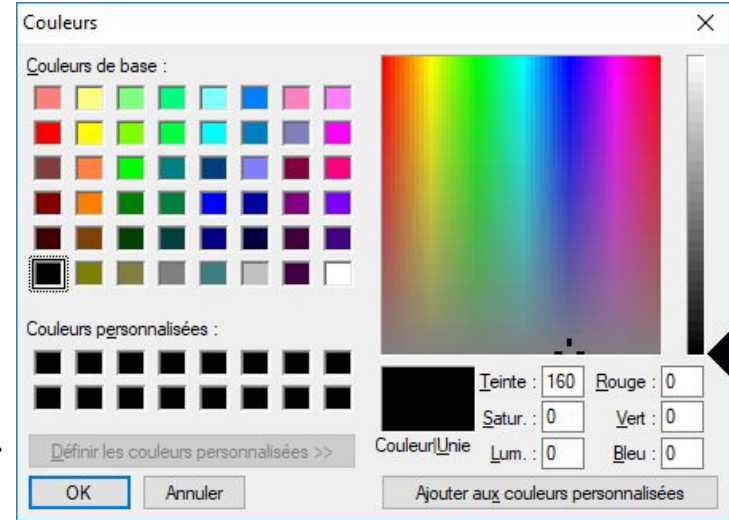 Couleurs
Couleurs de base :
Couleurs personnalisées :
Définir les couleurs personnalisées >>
OK Annuler
Couleur|Unie
Teinte : 160 Rouge : 0
Satur. : 0 Vert : 0
Lum. : 0 Bleu : 0
Ajouter aux couleurs personnalisées